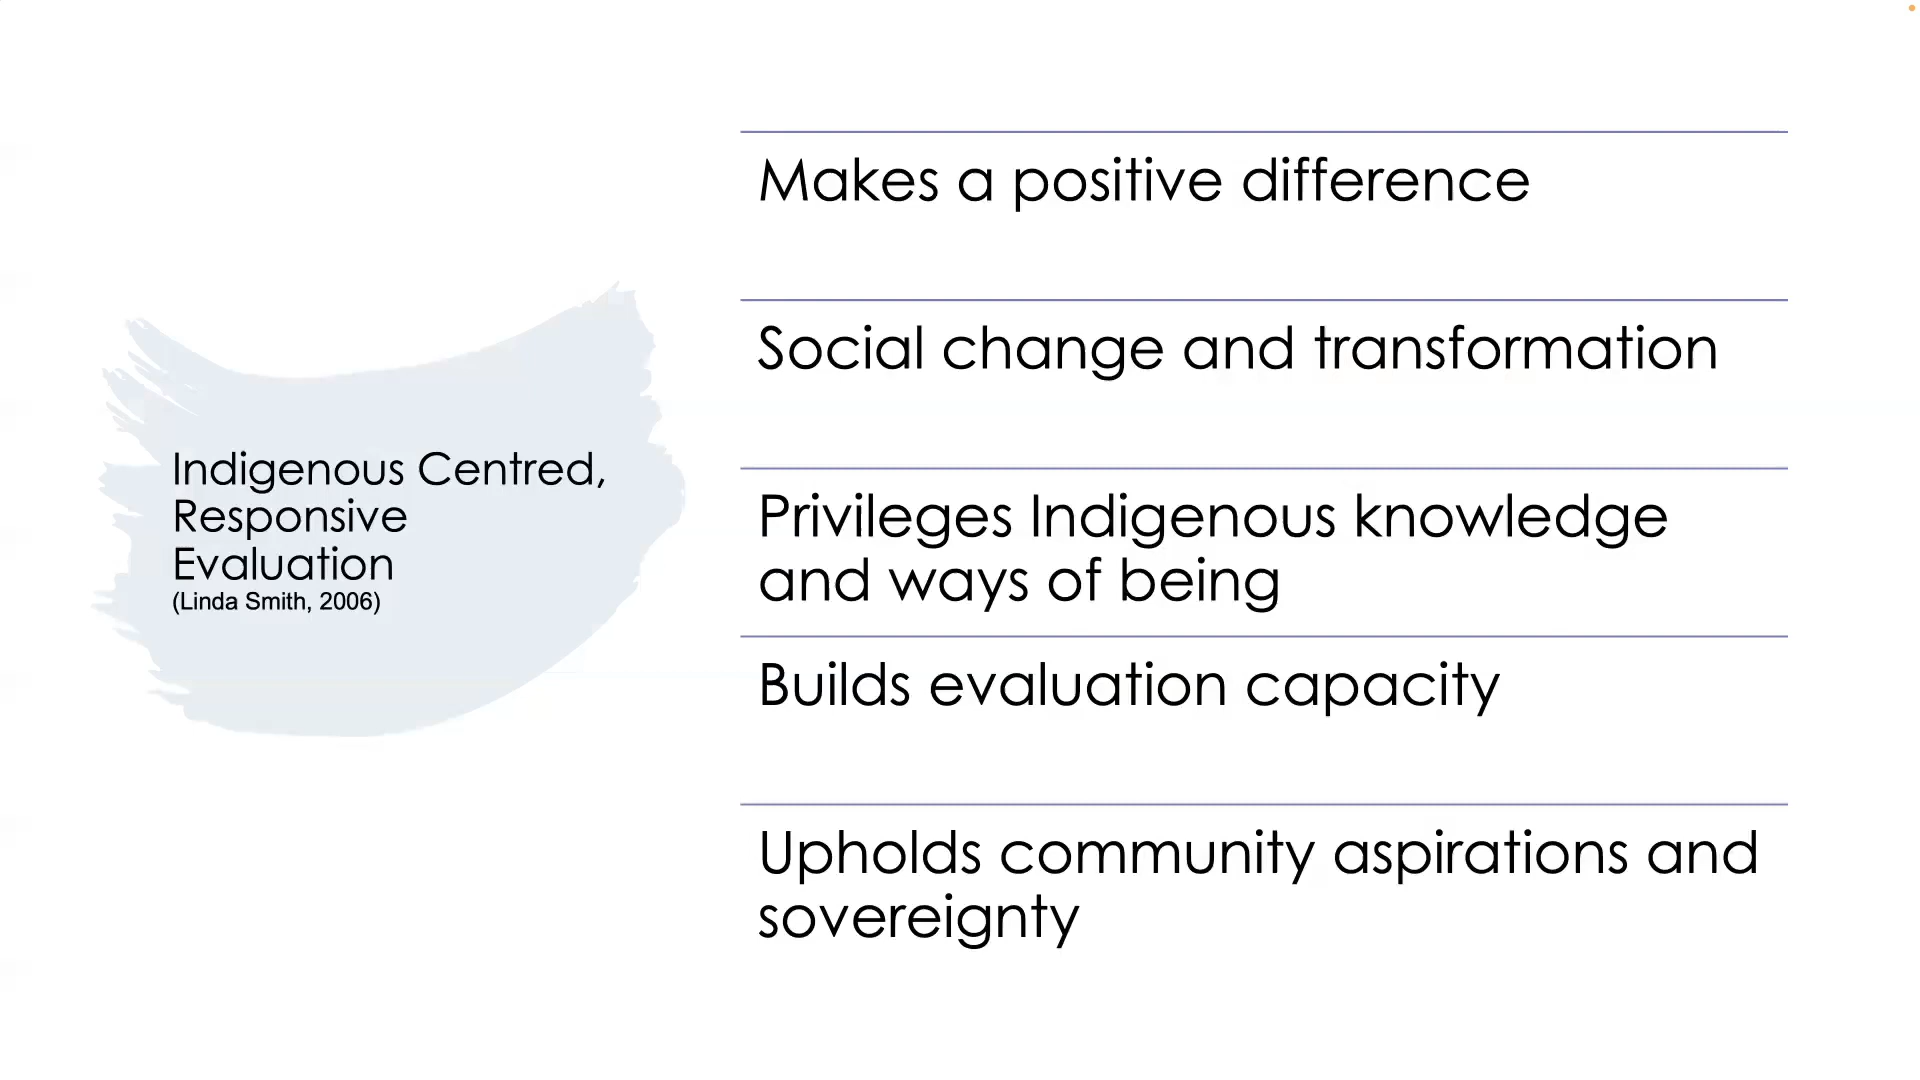 Indigenous Centred,
Responsive
Evaluation
(Linda Smith, 2006)
Makes a positive difference
Social change and transformation
Privileges Indigenous knowledge
and ways of being
Builds evaluation capacity
Upholds community aspirations and
sovereignty